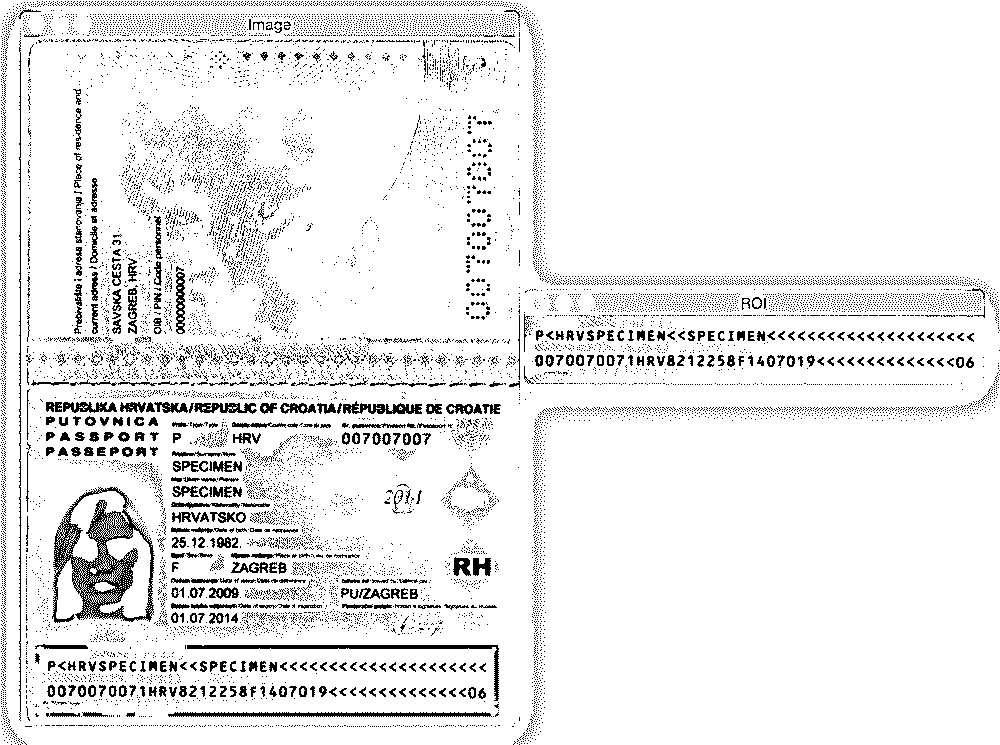 Image
Prebivalište i adresa stanovanja / Place of residence and
current adress / Domicile et adresse
SAVSKA CESTA 31
ZAGREB, HRV
OIB / PIN / Code personnel
00000000007
007007007
REPUBLIKA HRVATSKA/REPUBLIC OF CROATIA/RÉPUBLIQUE DE CROATIE
PUTOVNICA
PASSPORT P HRV 007007007
PASSEPORT
SPECIMEN
SPECIMEN
2011
HRVATSKO
25.12.1982.
F ZAGREB
RH
01.07.2009. PU/ZAGREB
01.07.2014.
P<HRVSPECIMEN<<SPECIMEN<<<<<<<<<<<<<<<<<<<<<
0070070071HRV8212258F1407019<<<<<<<<<<<<<<06
ROI
P<HRVSPECIMEN<<SPECIMEN<<<<<<<<<<<<<<<<<<<<<
0070070071HRV8212258F1407019<<<<<<<<<<<<<<06